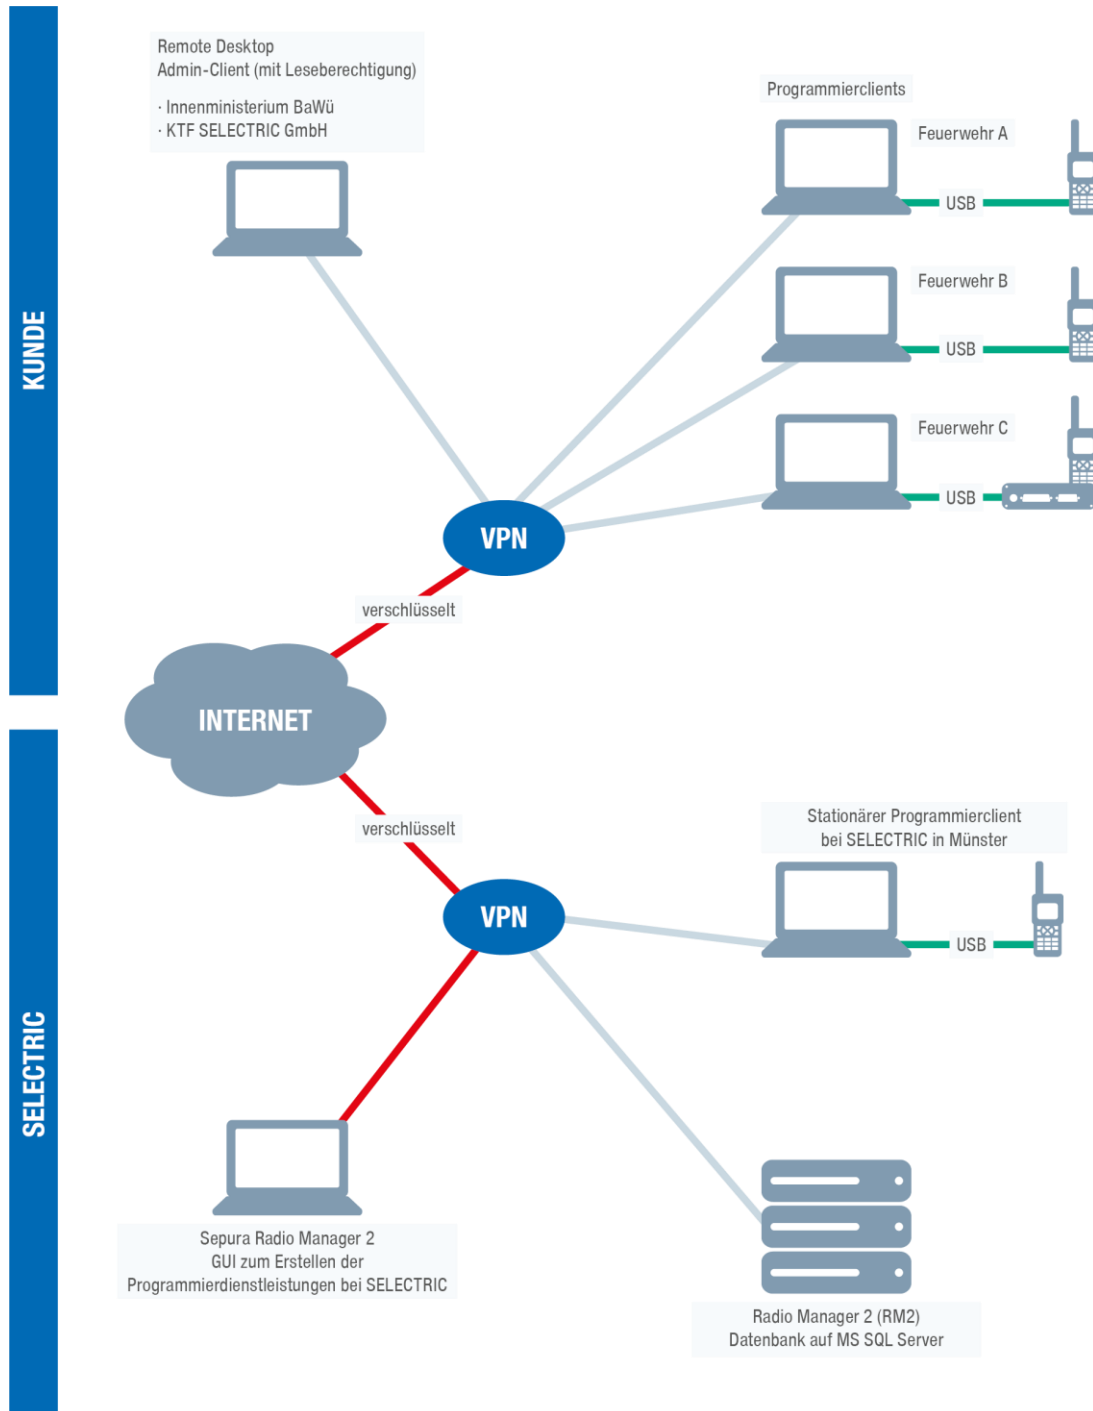 Remote Desktop
Admin-Client (mit Leseberechtigung)
· Innenministerium BaWü
· KTF SELECTRIC GmbH
Programmierclients
Feuerwehr A
USB
Feuerwehr B
USB
Feuerwehr C
USB
KUNDE
VPN
verschlüsselt
INTERNET
verschlüsselt
Stationärer Programmierclient
bei SELECTRIC in Münster
VPN
USB
SELECTRIC
Sepura Radio Manager 2
GUI zum Erstellen der
Programmierdienstleistungen bei SELECTRIC
Radio Manager 2 (RM2)
Datenbank auf MS SQL Server